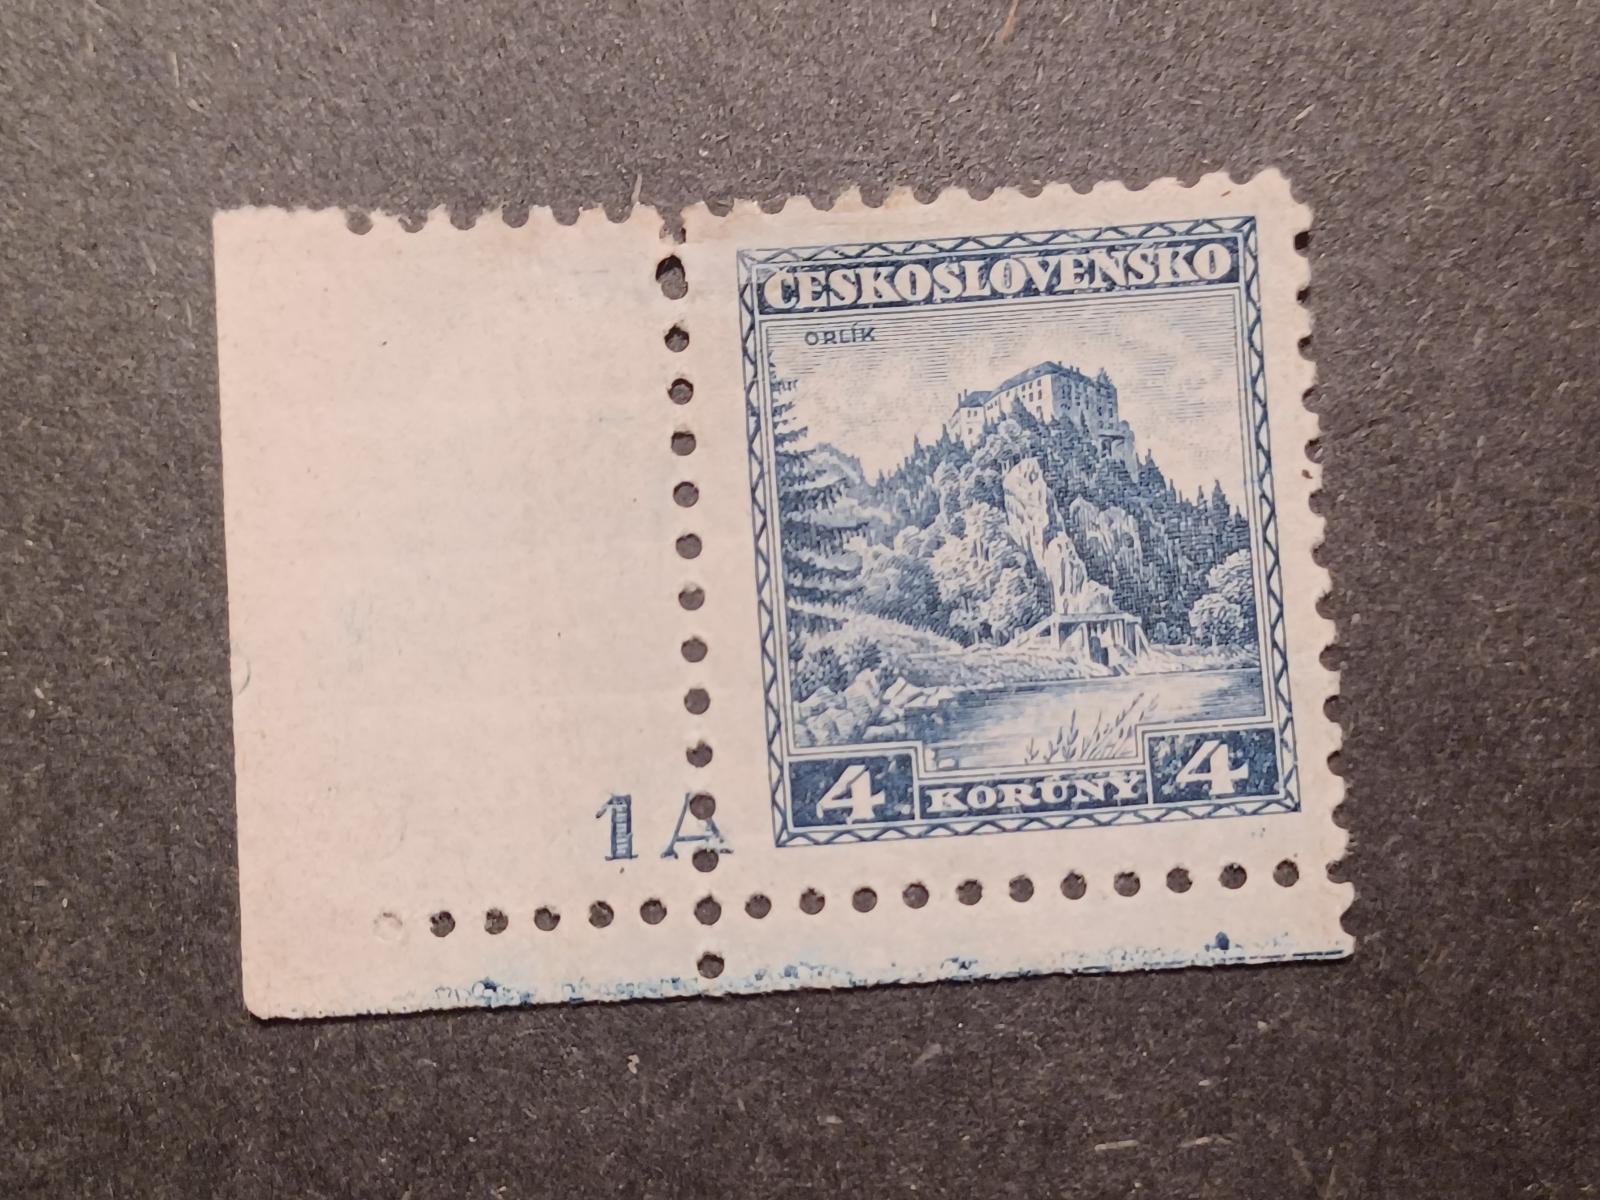 ČESKOSLOVENSKO
ORLÍK
4 KORUNY 4
1A